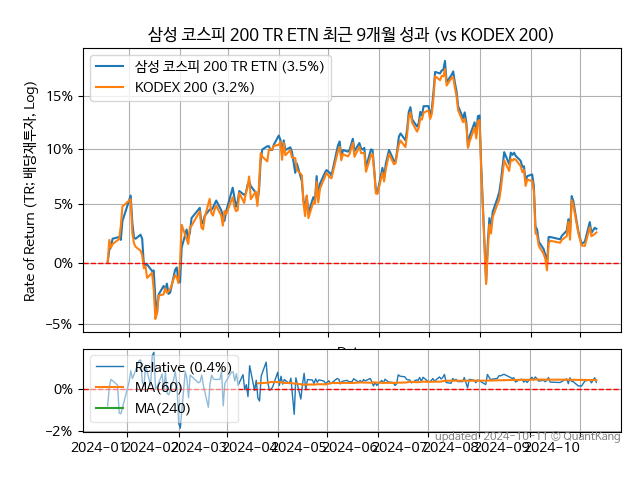 삼성 코스피 200 TR ETN 최근 9개월 성과 (vs KODEX 200)
삼성 코스피 200 TR ETN (3.5%)
KODEX 200 (3.2%)
Rate of Return (TR: 배당재투자, Log)
15%
10%
5%
0%
−5%
Relative (0.4%)
MA(60)
MA(240)
0%
−2%
2024−01
2024−02
2024−03
2024−04
2024−05
2024−06
2024−07
2024−08
2024−09
2024−10
updated: 2024−10−11 © QuantKang